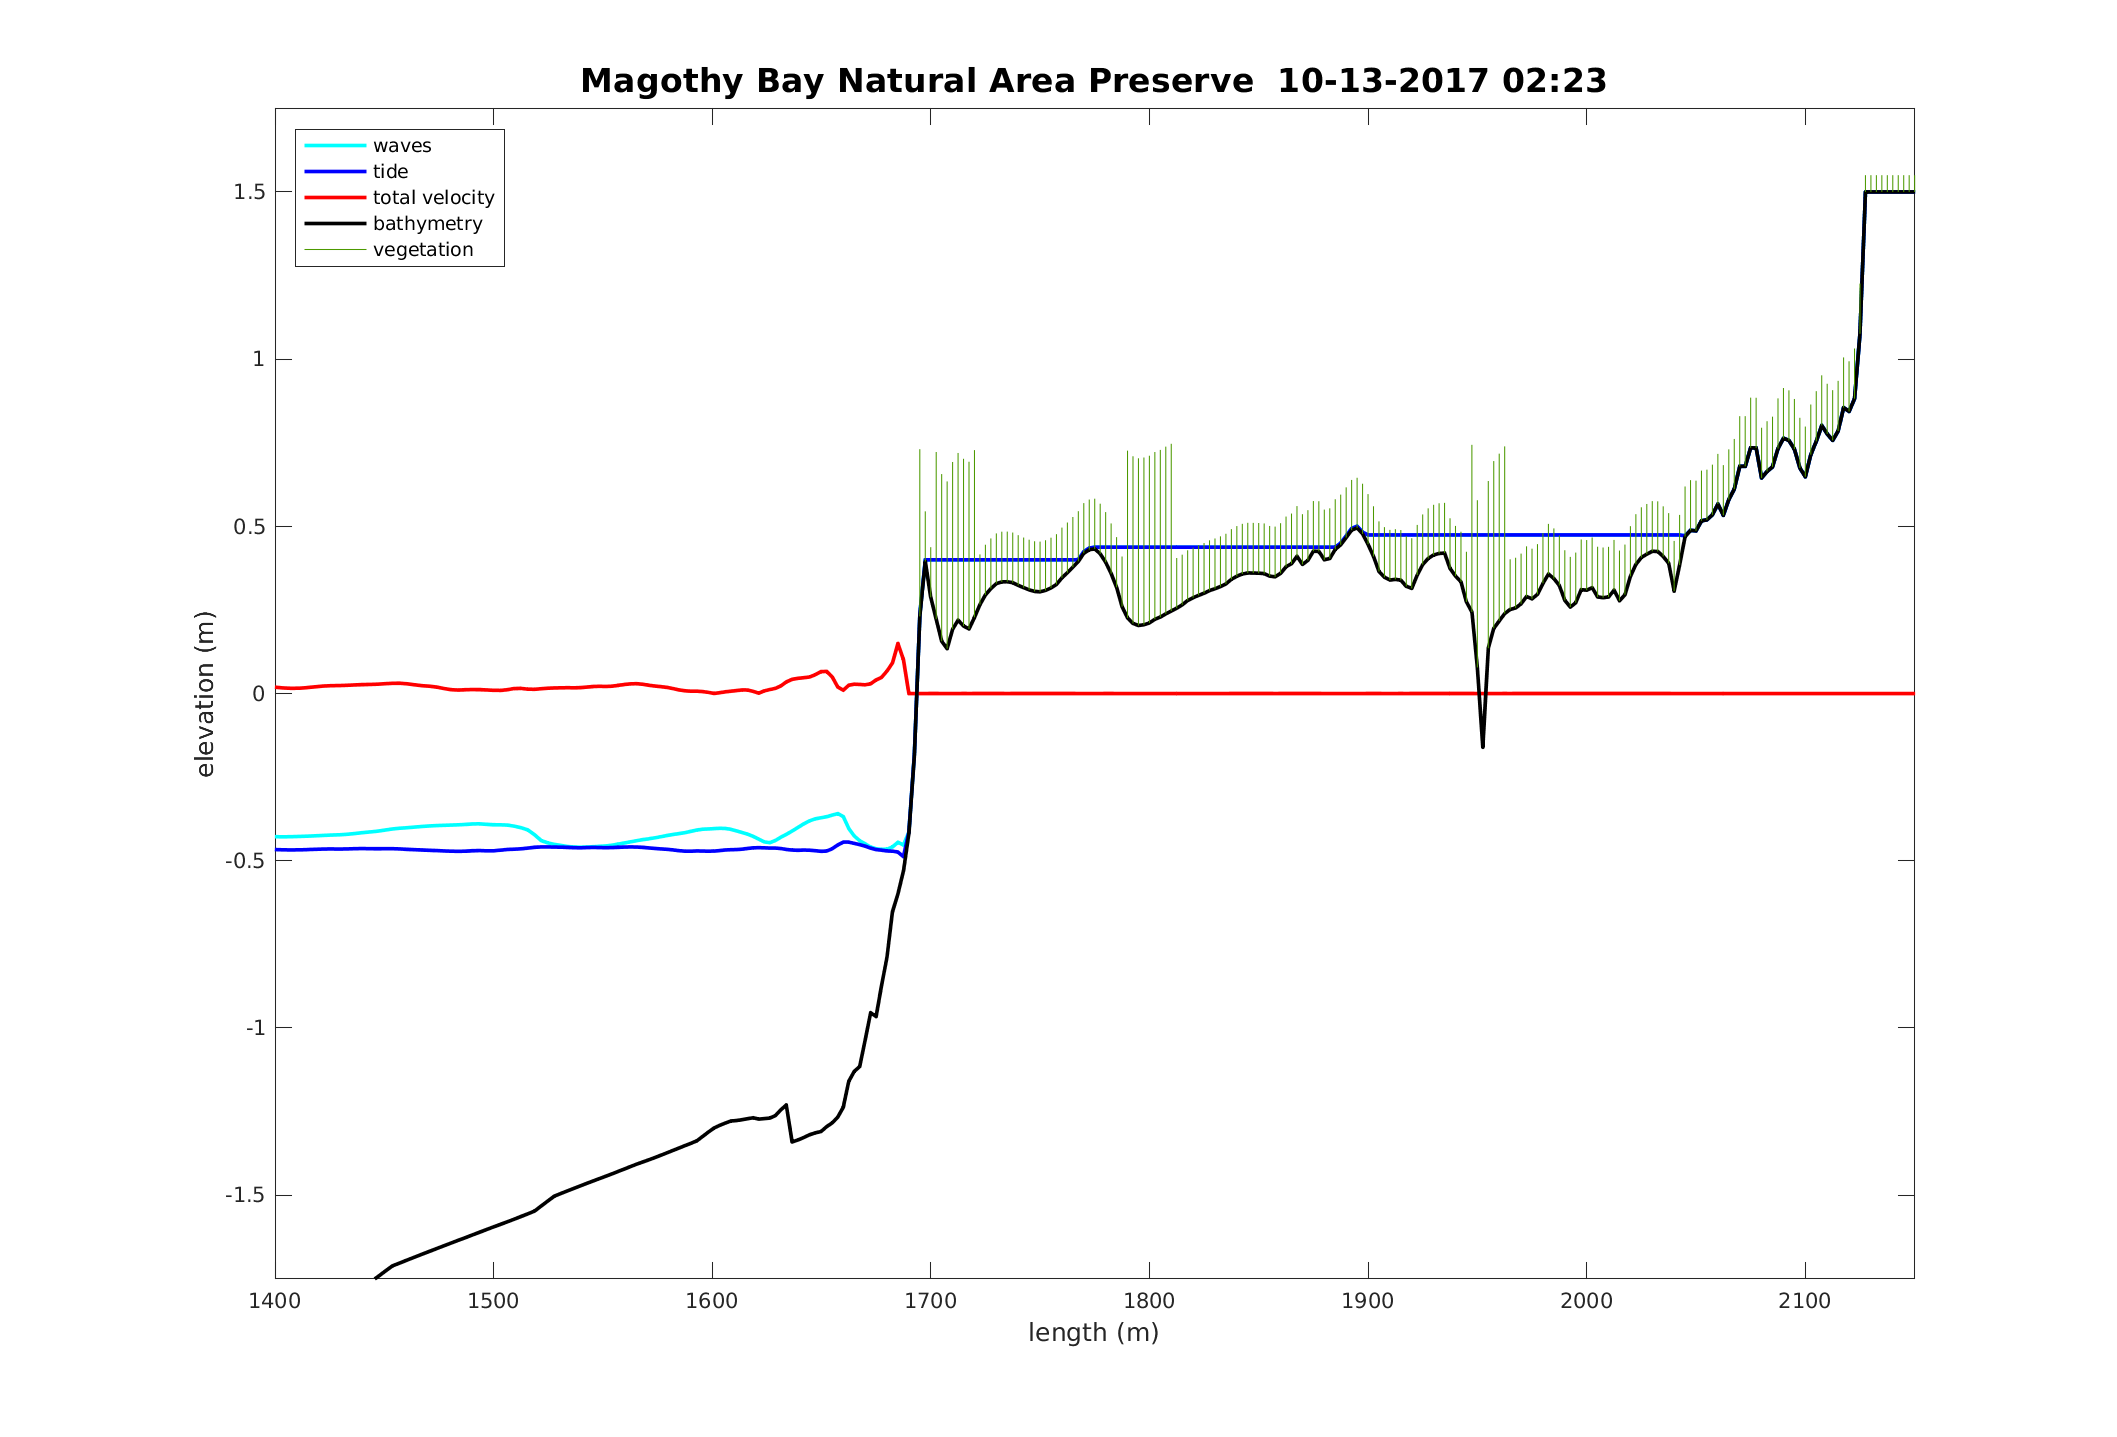 Magothy Bay Natural Area Preserve  10-13-2017 02:23
waves
tide
total velocity
bathymetry
vegetation
1.5
1
0.5
0
-0.5
-1
-1.5
elevation (m)
1400 1500 1600 1700 1800 1900 2000 2100
length (m)